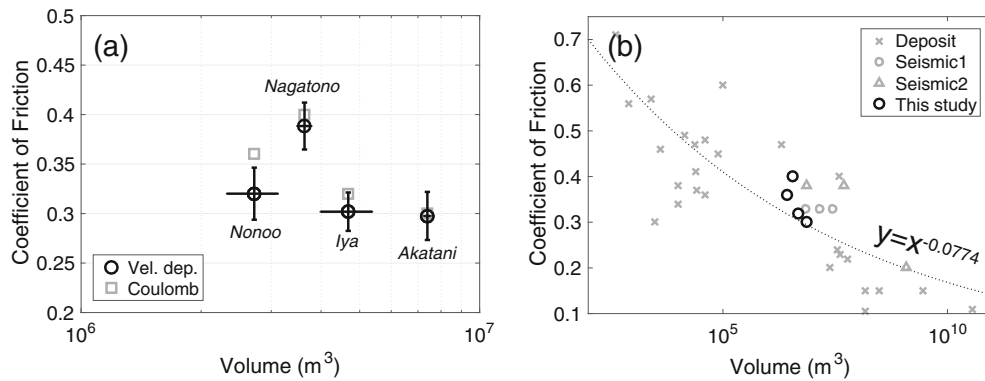 (a)
Coefficient of Friction
0.5
0.45
0.4
0.35
0.3
0.25
0.2
Nagatono
Nonoo
Iya
Akatani
Vel. dep.
Coulomb
10^6
10^7
Volume (m^3)
(b)
Coefficient of Friction
0.7
0.6
0.5
0.4
0.3
0.2
0.1
Deposit
Seismic1
Seismic2
This study
y=x^-0.0774
10^5
10^10
Volume (m^3)